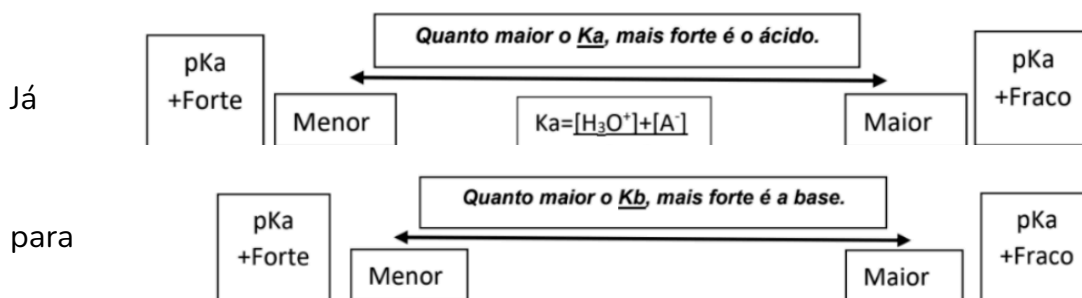 Quanto maior o Ka, mais forte é o ácido.
Já
pKa
+Forte
Menor
Ka=[H₃O⁺]+[A⁻]
Maior
pKa
+Fraco
Quanto maior o Kb, mais forte é a base.
para
pKa
+Forte
Menor
Maior
pKa
+Fraco